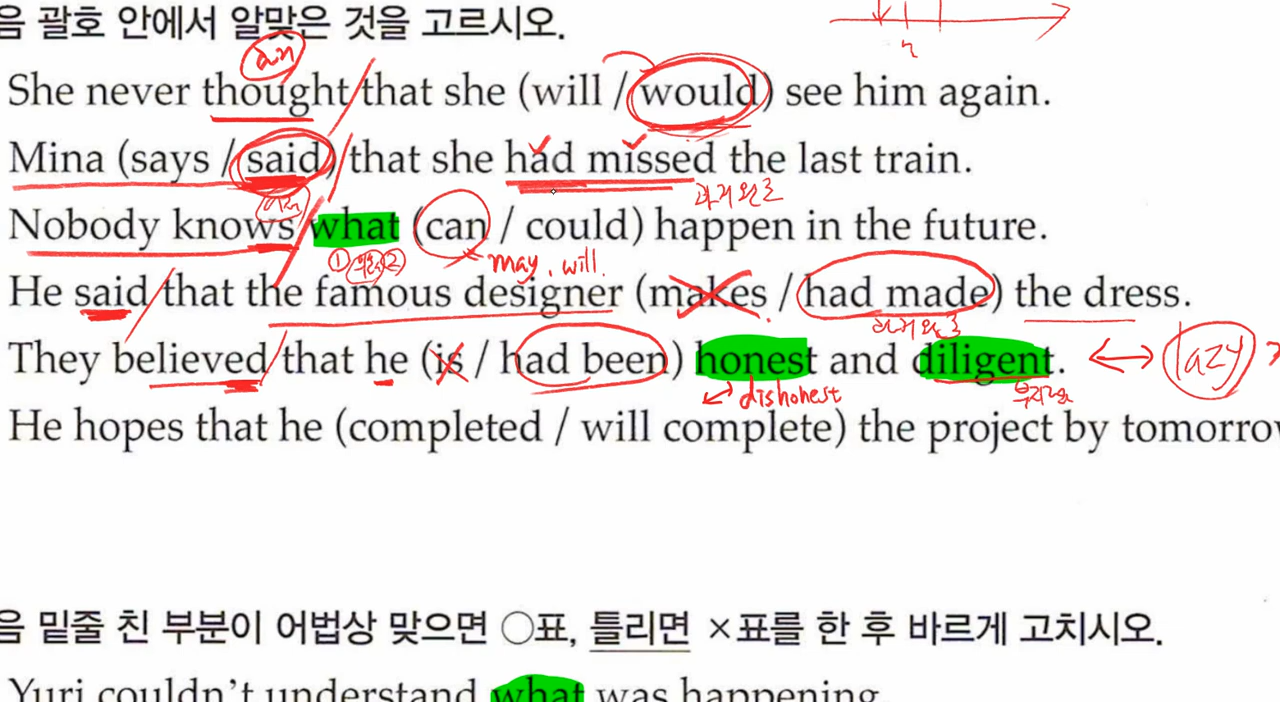 음 괄호 안에서 알맞은 것을 고르시오.
She never thought that she (will / would) see him again.
Mina (says / said) that she had missed the last train.
과거완료
Nobody knows what (can / could) happen in the future.
① ②
may, will.
He said that the famous designer (makes / had made) the dress.
과거완료
They believed that he (is / had been) honest and diligent. ↔ lazy
↔ dishonest
He hopes that he (completed / will complete) the project by tomorrow
음 밑줄 친 부분이 어법상 맞으면 ○표, 틀리면 ×표를 한 후 바르게 고치시오.
Yuri couldn't understand what was happening.